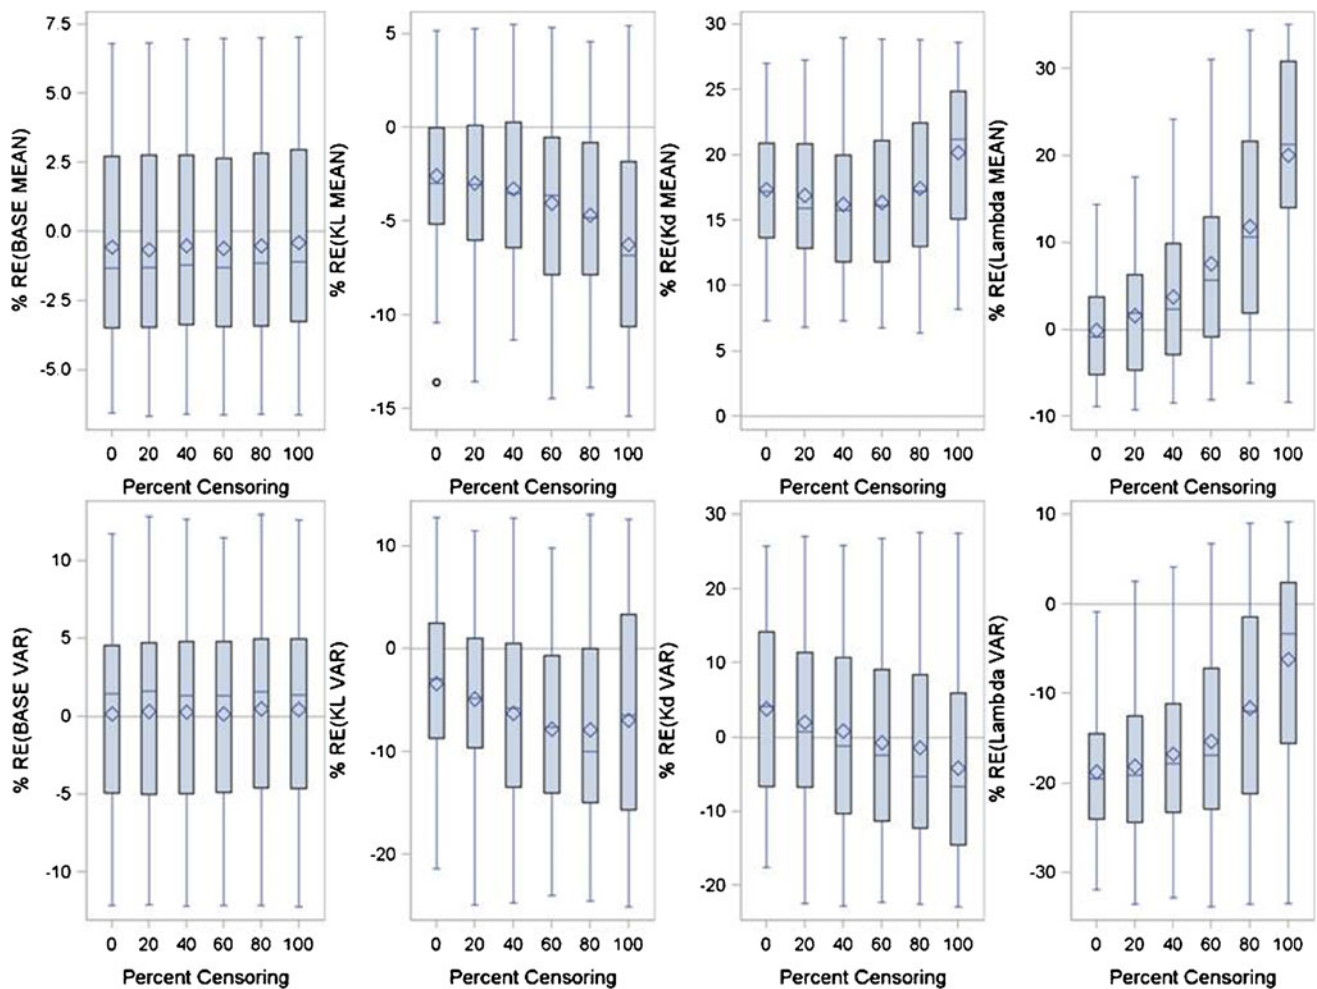 % RE(BASE MEAN)
7.5
5.0
2.5
0.0
-2.5
-5.0
0 20 40 60 80 100
Percent Censoring
% RE(KL MEAN)
5
0
-5
-10
-15
0 20 40 60 80 100
Percent Censoring
% RE(Kd MEAN)
30
25
20
15
10
5
0
0 20 40 60 80 100
Percent Censoring
% RE(Lambda MEAN)
30
20
10
0
-10
0 20 40 60 80 100
Percent Censoring
% RE(BASE VAR)
10
5
0
-5
-10
0 20 40 60 80 100
Percent Censoring
% RE(KL VAR)
10
0
-10
-20
0 20 40 60 80 100
Percent Censoring
% RE(Kd VAR)
30
20
10
0
-10
-20
0 20 40 60 80 100
Percent Censoring
% RE(Lambda VAR)
10
0
-10
-20
-30
0 20 40 60 80 100
Percent Censoring